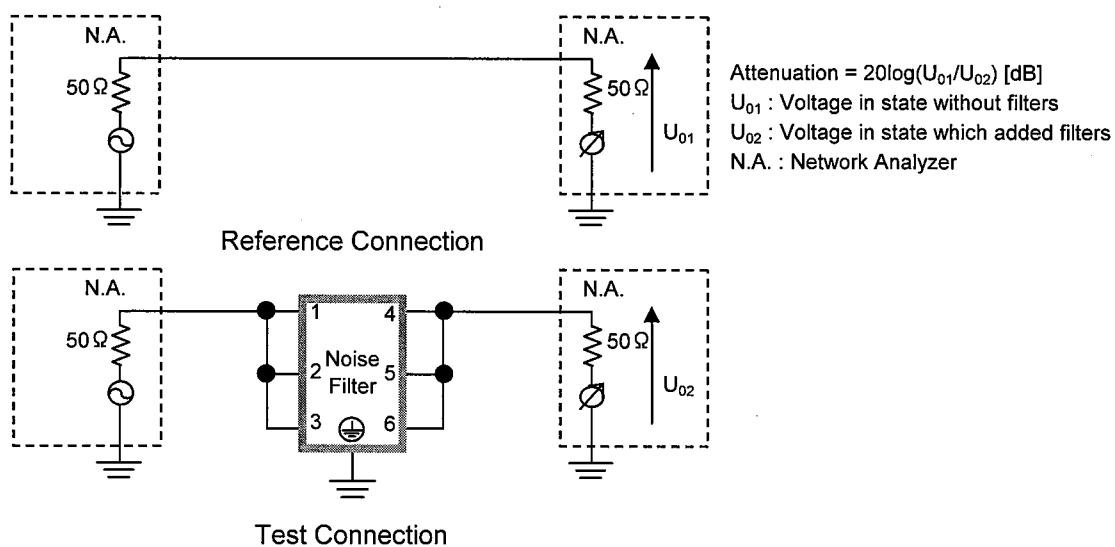 N.A.
50Ω
N.A.
50Ω
U01
Attenuation = 20log(U01/U02) [dB]
U01 : Voltage in state without filters
U02 : Voltage in state which added filters
N.A. : Network Analyzer
Reference Connection
N.A.
50Ω
1 4
2 Noise 5
Filter
3 6
N.A.
50Ω
U02
Test Connection